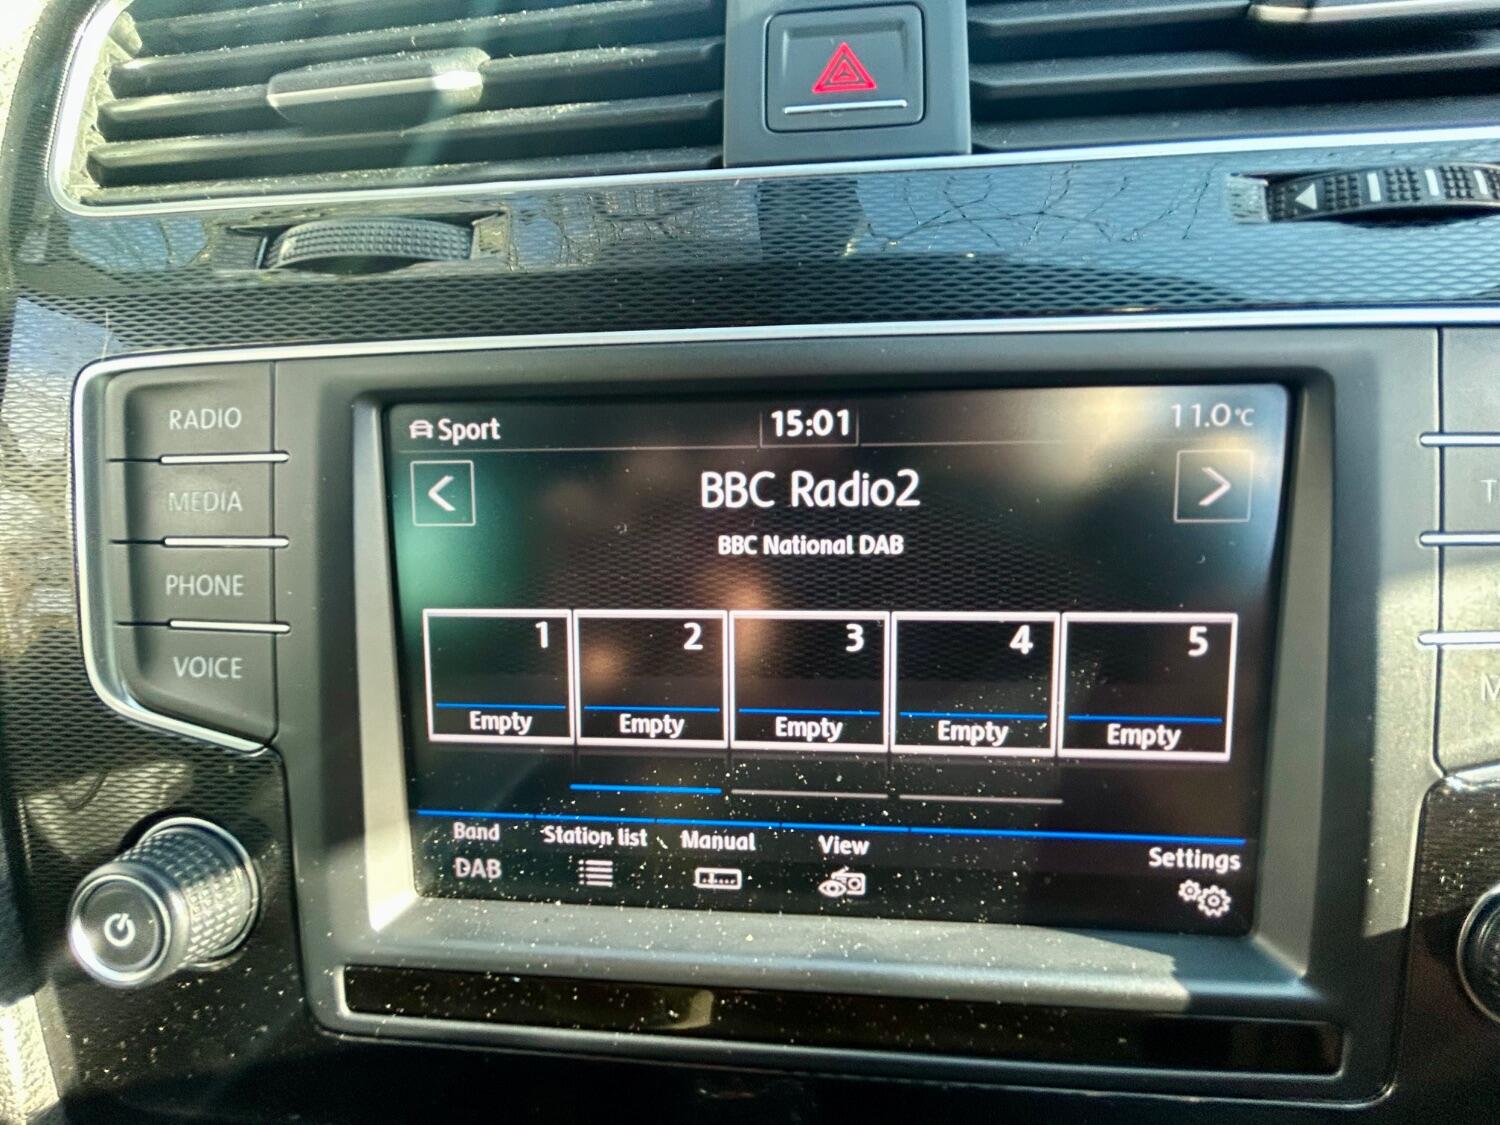 RADIO
MEDIA
PHONE
VOICE
Sport
15:01
11.0°C
<
BBC Radio2
>
BBC National DAB
1
2
3
4
5
Empty
Empty
Empty
Empty
Empty
Band
Station list
Manual
View
Settings
DAB